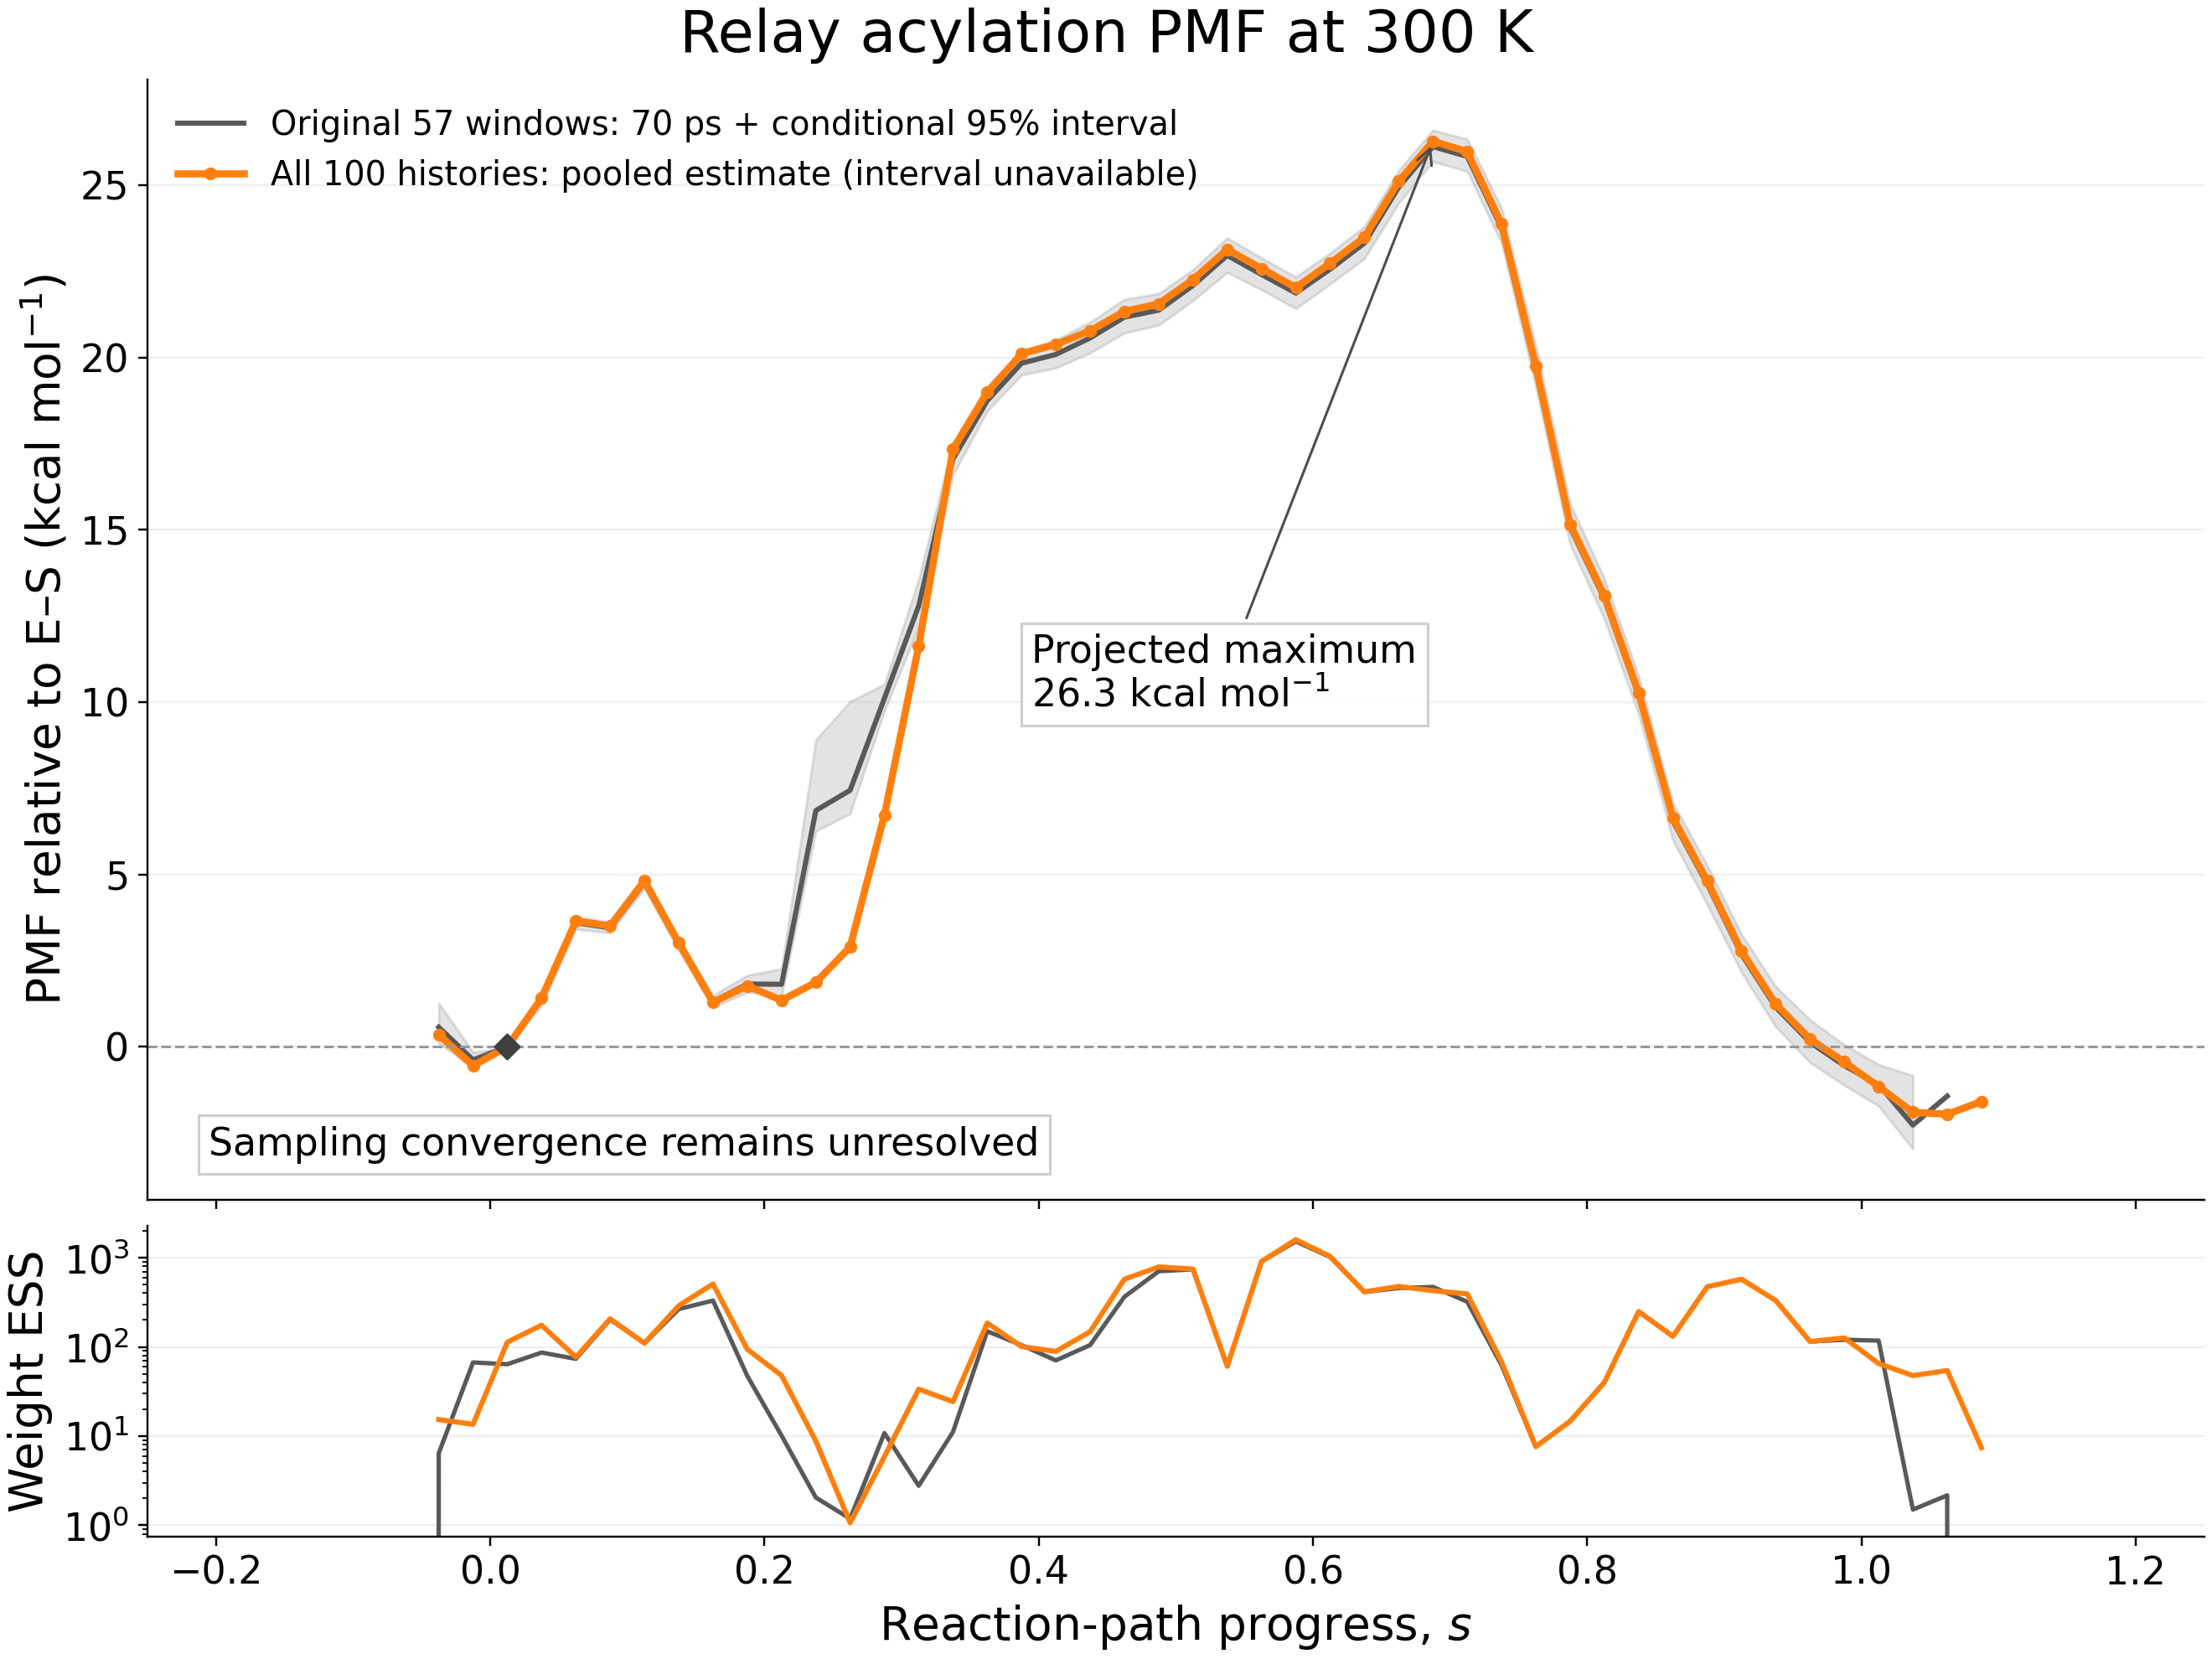 Relay acylation PMF at 300 K
Original 57 windows: 70 ps + conditional 95% interval
All 100 histories: pooled estimate (interval unavailable)
PMF relative to E–S (kcal mol⁻¹)
25
20
15
10
5
0
Projected maximum
26.3 kcal mol⁻¹
Sampling convergence remains unresolved
Weight ESS
10³
10²
10¹
10⁰
−0.2 0.0 0.2 0.4 0.6 0.8 1.0 1.2
Reaction-path progress, s